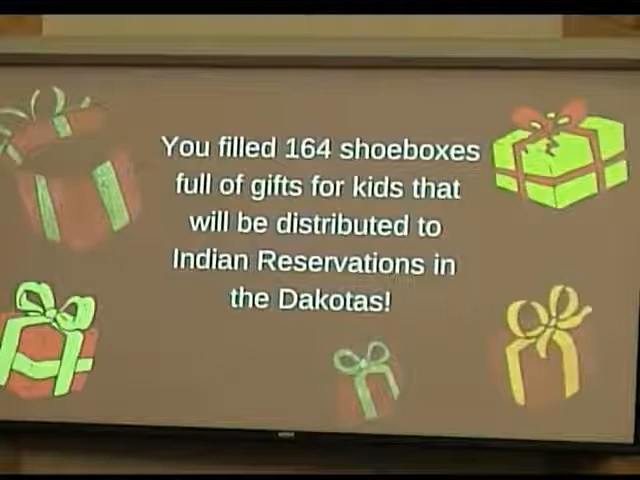 You filled 164 shoeboxes
full of gifts for kids that
will be distributed to
Indian Reservations in
the Dakotas!